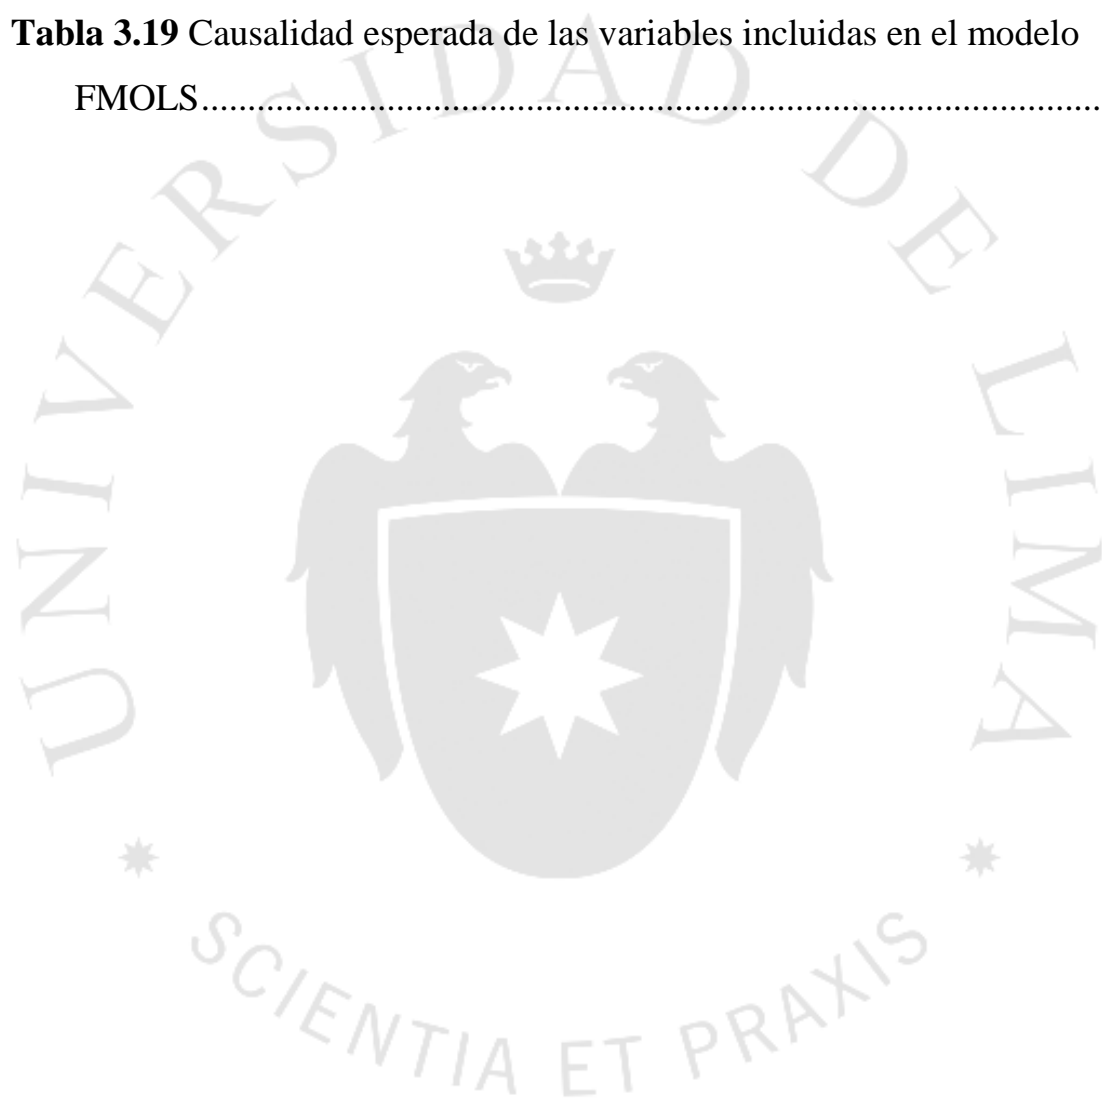 Tabla 3.19 Causalidad esperada de las variables incluidas en el modelo
FMOLS.........................................................................................
UNIVERSIDAD DE LIMA
SCIENTIA ET PRAXIS